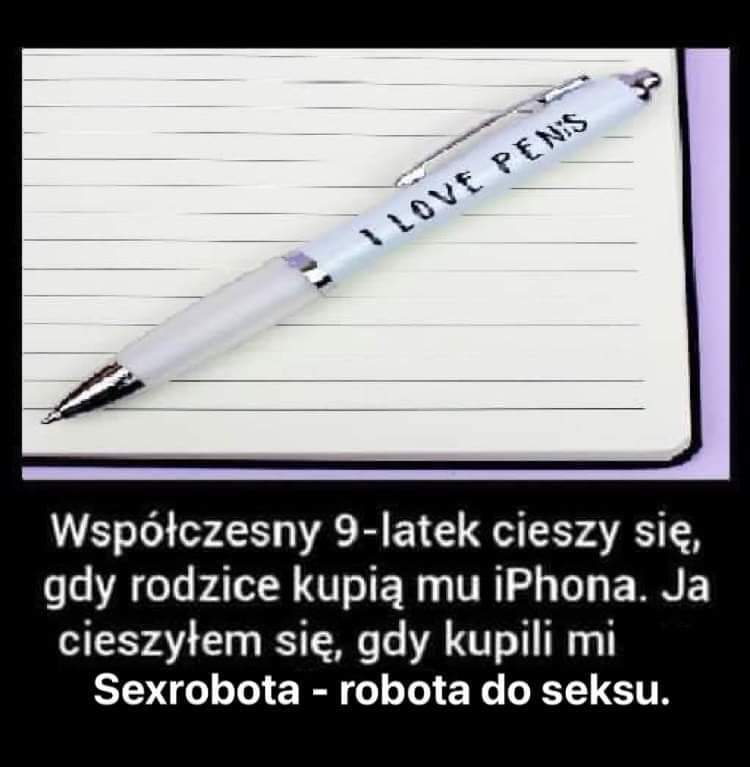 I LOVE PENIS
Współczesny 9-latek cieszy się,
gdy rodzice kupią mu iPhona. Ja
cieszyłem się, gdy kupili mi
Sexrobota - robota do seksu.